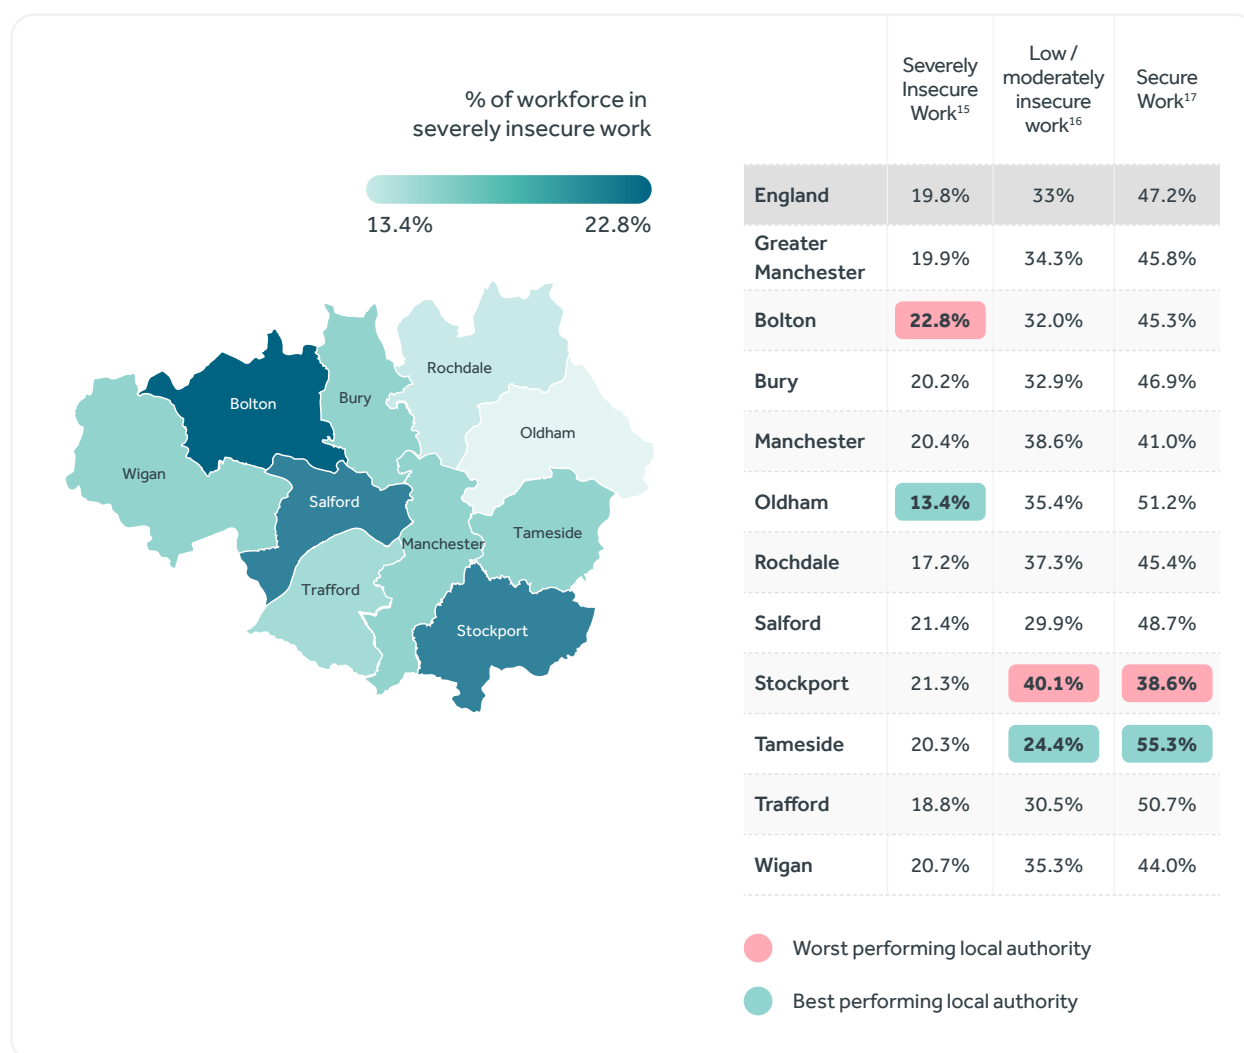 % of workforce in
severely insecure work
13.4% 22.8%
Rochdale
Bolton
Bury
Oldham
Wigan
Salford
Tameside
Manchester
Trafford
Stockport
Severely
Insecure
Work15
Low /
moderately
insecure
work16
Secure
Work17
England 19.8% 33% 47.2%
Greater
Manchester 19.9% 34.3% 45.8%
Bolton 22.8% 32.0% 45.3%
Bury 20.2% 32.9% 46.9%
Manchester 20.4% 38.6% 41.0%
Oldham 13.4% 35.4% 51.2%
Rochdale 17.2% 37.3% 45.4%
Salford 21.4% 29.9% 48.7%
Stockport 21.3% 40.1% 38.6%
Tameside 20.3% 24.4% 55.3%
Trafford 18.8% 30.5% 50.7%
Wigan 20.7% 35.3% 44.0%
Worst performing local authority
Best performing local authority